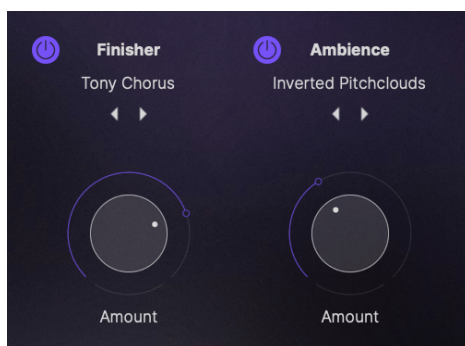 Finisher
Tony Chorus
Amount
Ambience
Inverted Pitchclouds
Amount